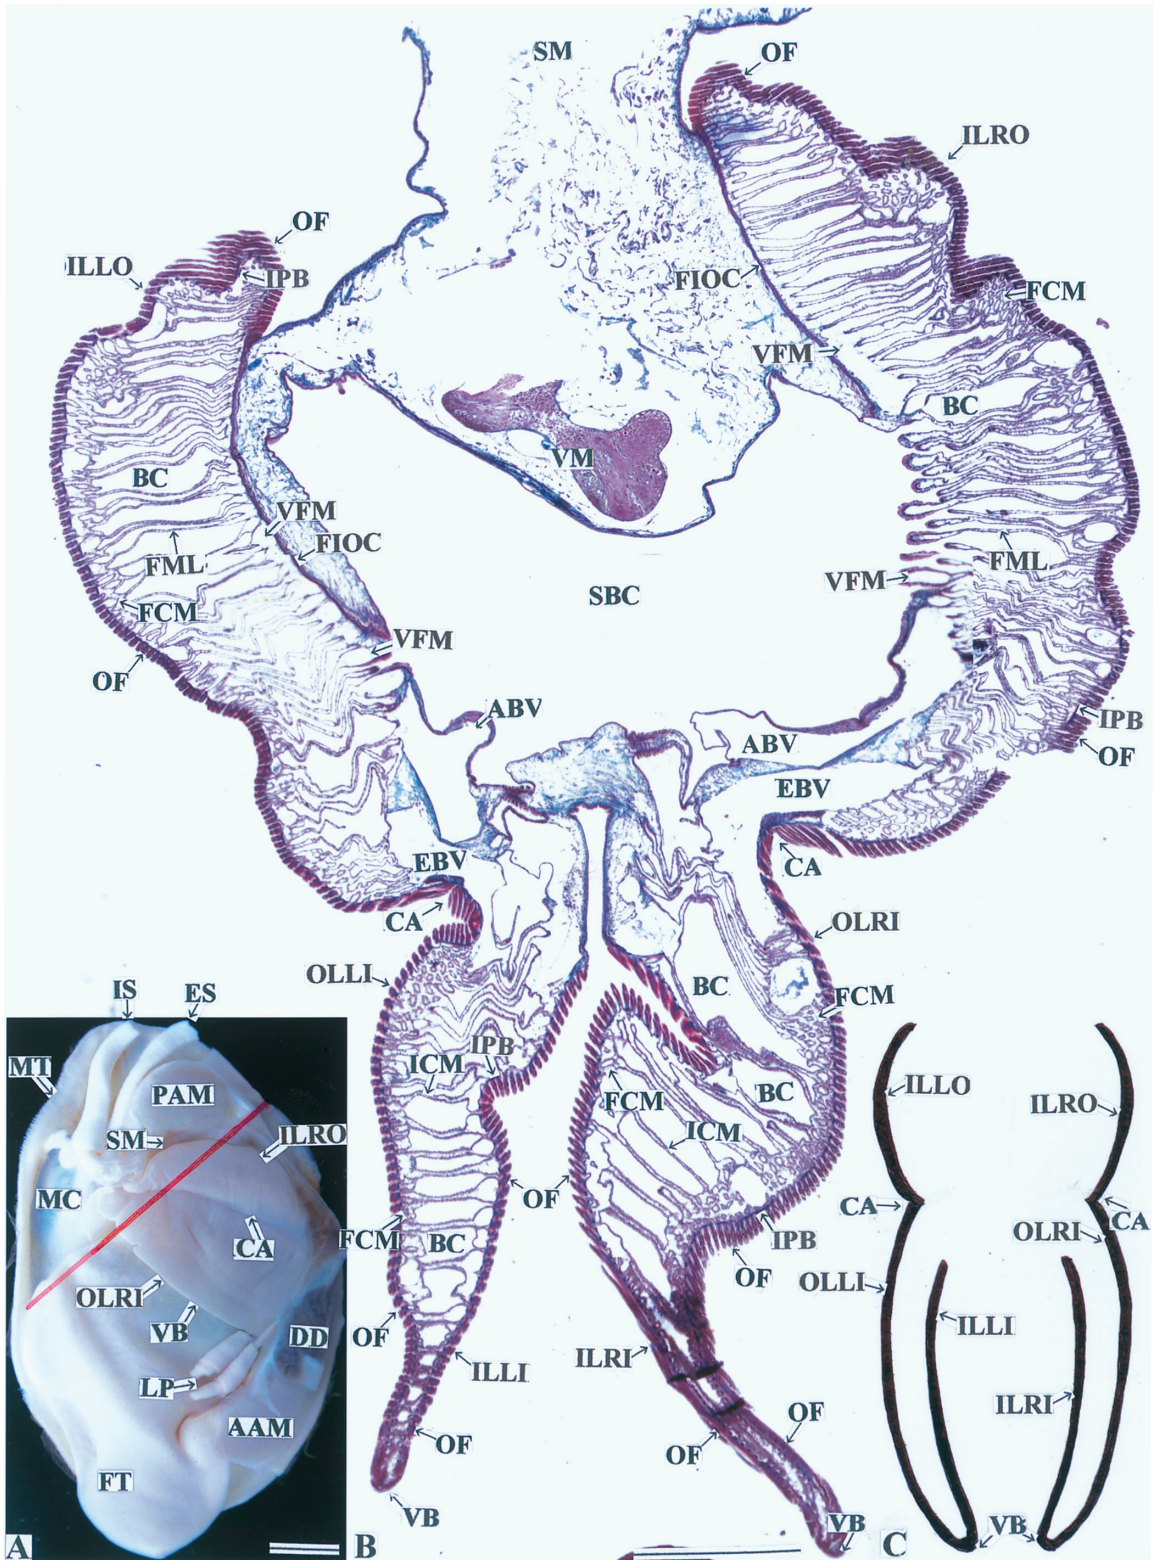 SM
OF
ILRO
OF
ILLO
IPB
FIOC
FCM
VFM
BC
VM
BC
VFM
FIOC
FML
FML
VFM
SBC
FCM
VFM
OF
ABV
IPB
ABV
OF
EBV
EBV
CA
CA
OLRI
OLLI
BC
FCM
IPB
ICM
FCM
BC
ICM
OF
FCM
BC
IPB
OF
OF
ILRI
ILLI
OF
OF
OF
VB
VB
B
IS
ES
MT
PAM
SM
ILRO
MC
CA
OLRI
VB
DD
LP
AAM
FT
A
ILLO
ILRO
CA
CA
OLRI
OLLI
ILLI
ILRI
VB
C